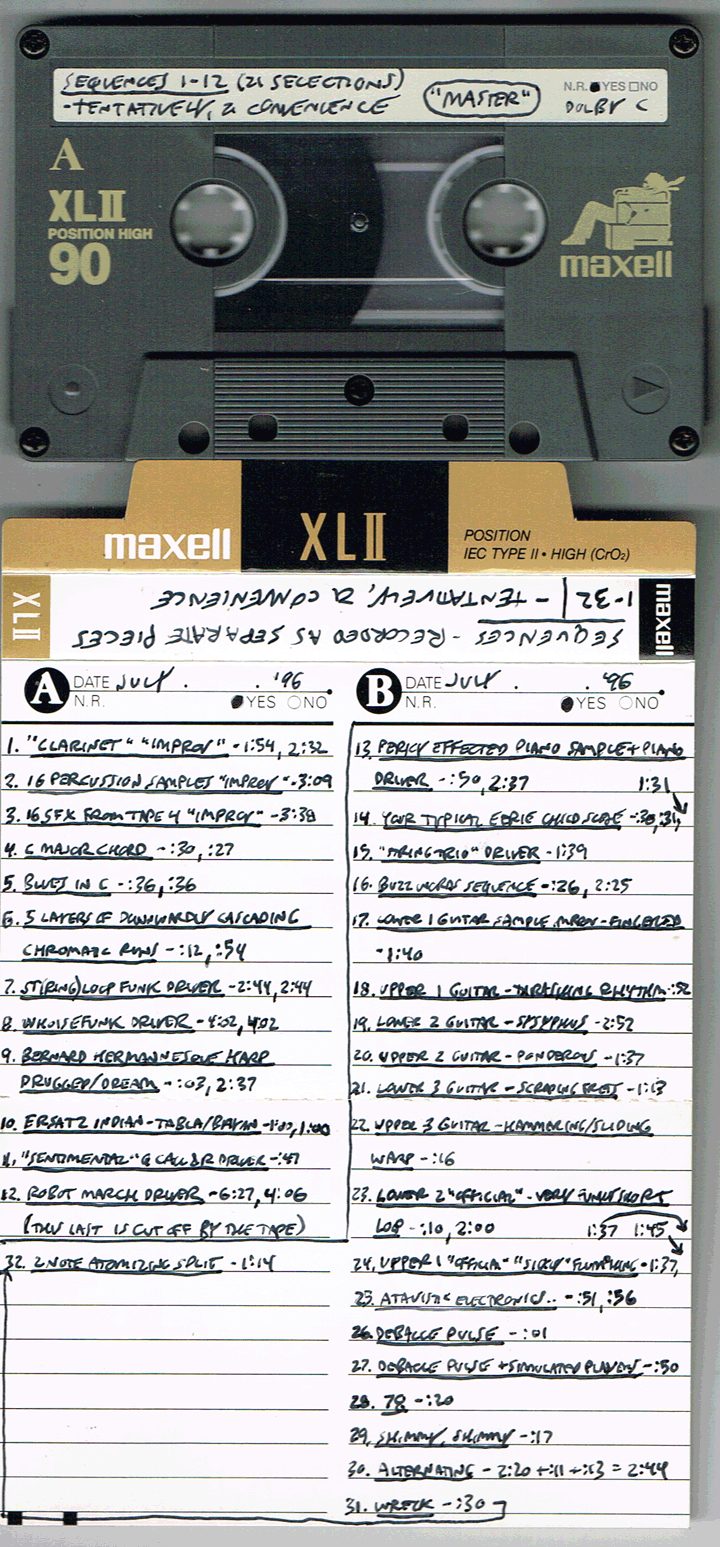 SEQUENCES 1-12 (21 SELECTIONS)
-TENTATIVELY, A CONVENIENCE
"MASTER"
N.R. YES NO
DOLBY C
A
XLII
POSITION HIGH
90
maxell
maxell
XLII
POSITION
IEC TYPE II • HIGH (CrO2)
XLII
maxell
SEQUENCES - RECORDED AS SEPARATE PIECES
1-32 - TENTATIVELY, A CONVENIENCE
A DATE JULY . . '96
N.R. YES NO
1. "CLARINET" "IMPROV" - 1:54, 2:32
2. 16 PERCUSSION SAMPLES "IMPROV" - 3:09
3. 16 SFX FROM TAPE 4 "IMPROV" - 3:38
4. C MAJOR CHORD - :30, :27
5. BLUES IN C - :36, :36
6. 5 LAYERS OF DOWNWARDLY CASCADING
CHROMATIC RUNS - :12, :54
7. ST(RING) LOOP FUNK DRIVER - 2:44, 2:44
8. WHOISEFUNK DRIVER - 4:02, 4:02
9. BERNARD HERMANNESQUE HARP
DRUGGED/DREAM - :03, 2:37
10. ERSATZ INDIAN - TABLA/BAYAN - 1:00, 1:00
11. "SENTIMENTAL" G CALL & R DRIVER - :47
12. ROBOT MARCH DRIVER - 6:27, 4:06
(THIS LAST IS CUT OFF BY THE TAPE)
32. 2 NOTE ATOMIZING SPLIT - 1:14
B DATE JULY . '96
N.R. YES NO
13. PERKY EFFECTED PIANO SAMPLE + PIANO
DRIVER - :50, 2:37 1:31
14. YOUR TYPICAL EERIE CHILD SCALE - :30, :31,
15. "STRING TRIO" DRIVER - 1:39
16. BUZZ WORDS SEQUENCE - :26, 2:25
17. LOWER 1 GUITAR SAMPLE IMPROV - FINGERED
- 1:40
18. UPPER 1 GUITAR - THRASHING RHYTHM - :52
19. LOWER 2 GUITAR - SISYPHUS - 2:52
20. UPPER 2 GUITAR - PONDEROUS - 1:37
21. LOWER 3 GUITAR - SCRAPING FRET - 1:13
22. UPPER 3 GUITAR - HAMMERING/SLIDING
WARP - :16
23. LOWER 2 "OFFICIAL" - VERY FUNKY SHORT
LOOP - :10, 2:00 1:37 1:45
24. UPPER 1 "OFFICIAL" "SICKLY" - 1:37,
25. ATAVISTIC ELECTRONICS.. - :51, :56
26. DEBACLE PULSE - :01
27. DEBACLE PULSE + SIMULATED PLAYERS - :50
28. 78 - :20
29. SHIMMY, SHIMMY - :17
30. ALTERNATING - 2:20 + :11 + :13 = 2:44
31. WRECK - :30